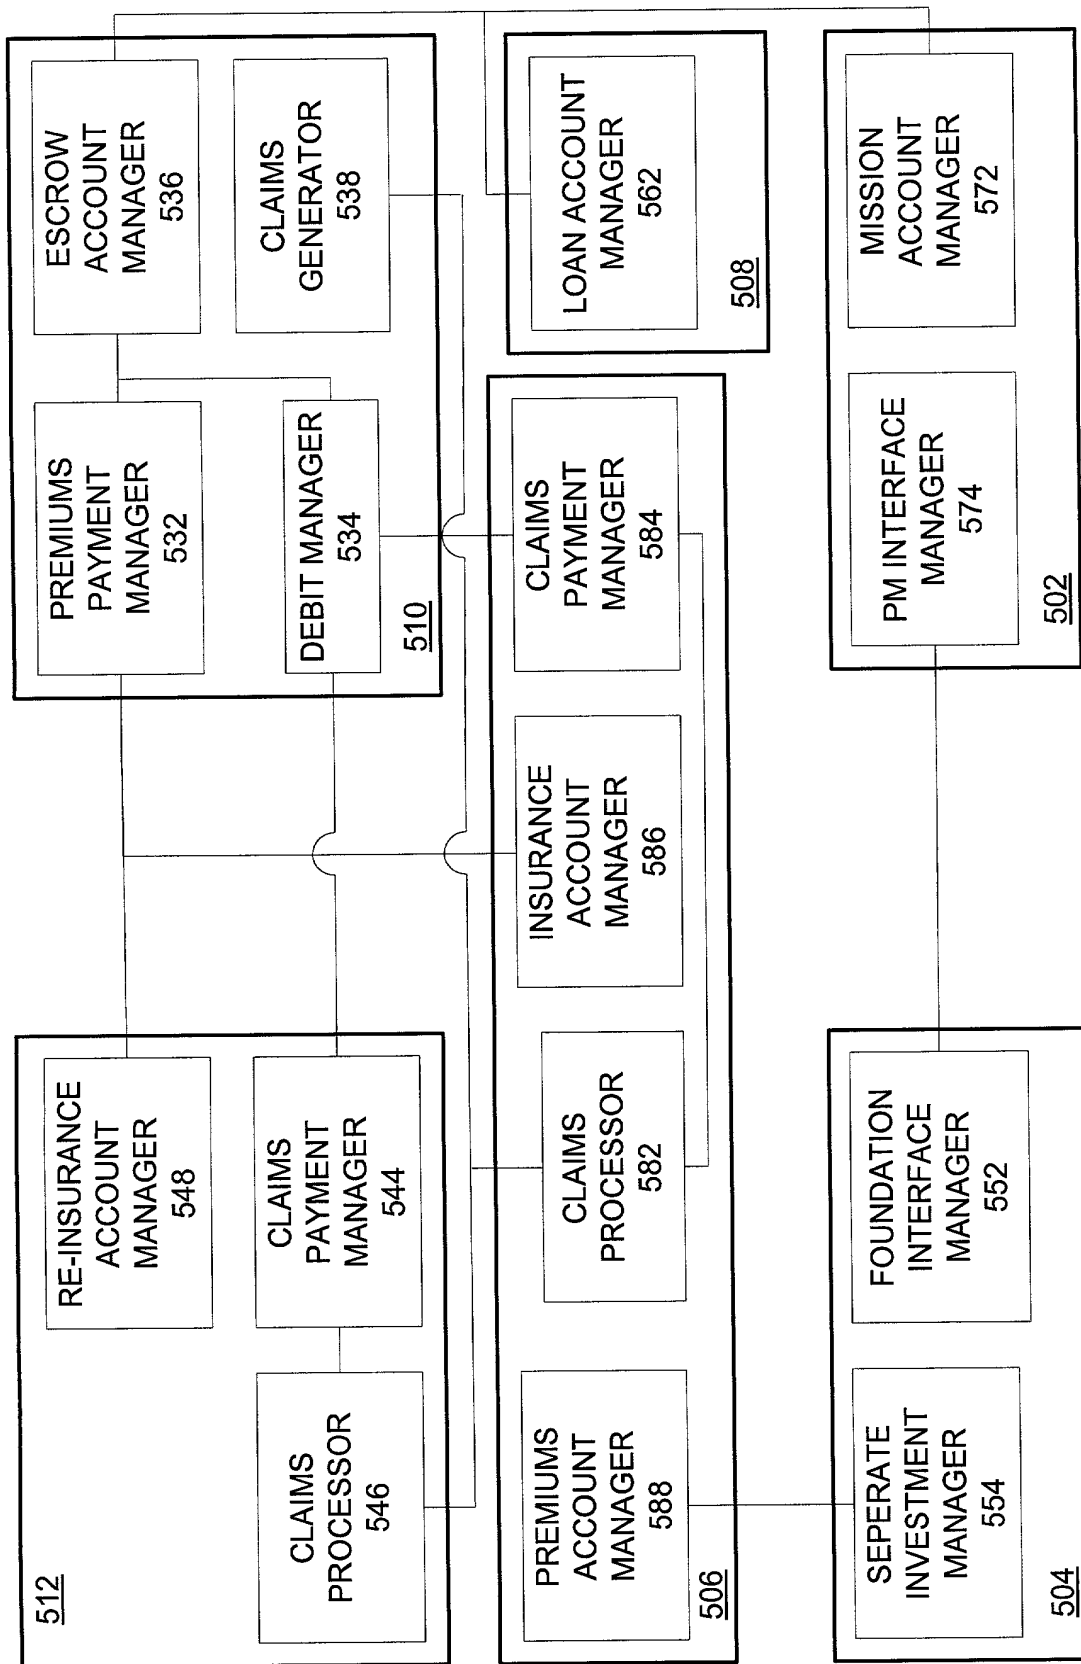 512
RE-INSURANCE
ACCOUNT
MANAGER
548
CLAIMS
PROCESSOR
546
CLAIMS
PAYMENT
MANAGER
544
PREMIUMS
PAYMENT
MANAGER
532
ESCROW
ACCOUNT
MANAGER
536
DEBIT MANAGER
534
CLAIMS
GENERATOR
538
510
PREMIUMS
ACCOUNT
MANAGER
588
CLAIMS
PROCESSOR
582
INSURANCE
ACCOUNT
MANAGER
586
CLAIMS
PAYMENT
MANAGER
584
506
LOAN ACCOUNT
MANAGER
562
508
SEPERATE
INVESTMENT
MANAGER
554
FOUNDATION
INTERFACE
MANAGER
552
504
PM INTERFACE
MANAGER
574
MISSION
ACCOUNT
MANAGER
572
502